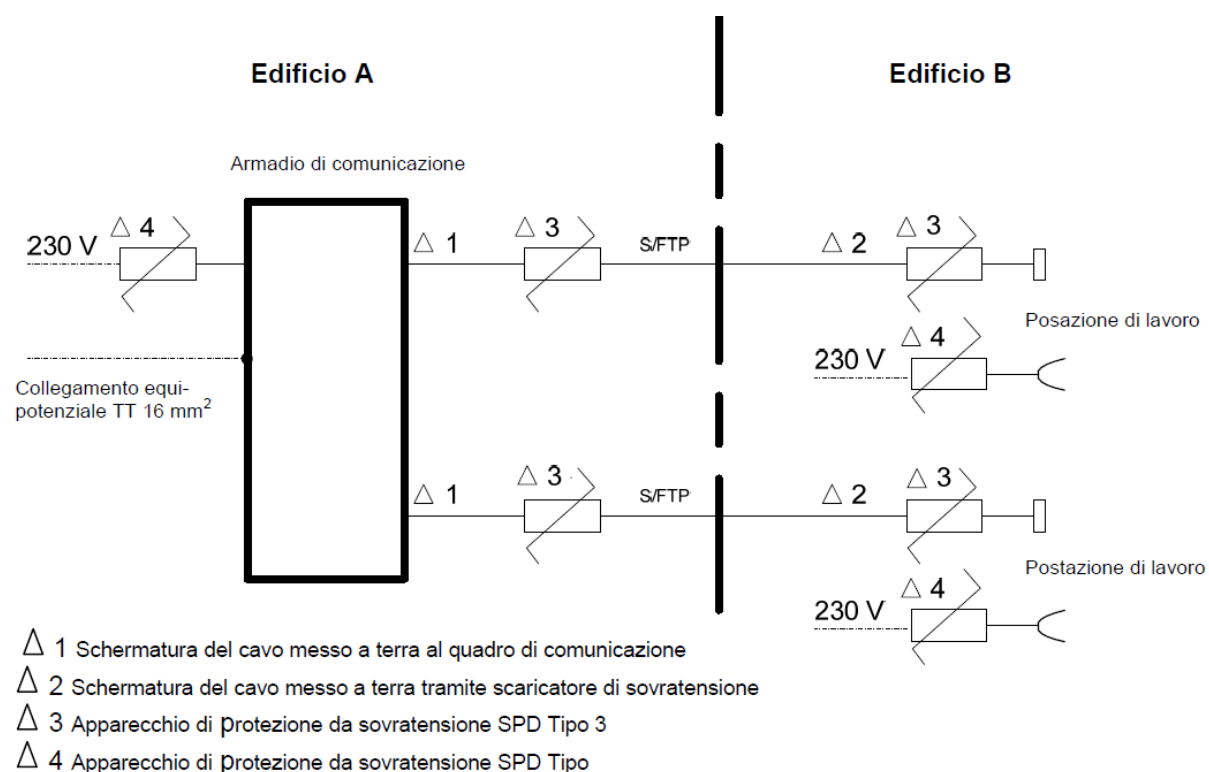 Edificio A
Edificio B
Armadio di comunicazione
230 V
△ 4
△ 1
△ 3
S/FTP
△ 2
△ 3
Posazione di lavoro
230 V
△ 4
Collegamento equi-
potenziale TT 16 mm²
△ 1
△ 3
S/FTP
△ 2
△ 3
Postazione di lavoro
230 V
△ 4
△ 1 Schermatura del cavo messo a terra al quadro di comunicazione
△ 2 Schermatura del cavo messo a terra tramite scaricatore di sovratensione
△ 3 Apparecchio di protezione da sovratensione SPD Tipo 3
△ 4 Apparecchio di protezione da sovratensione SPD Tipo